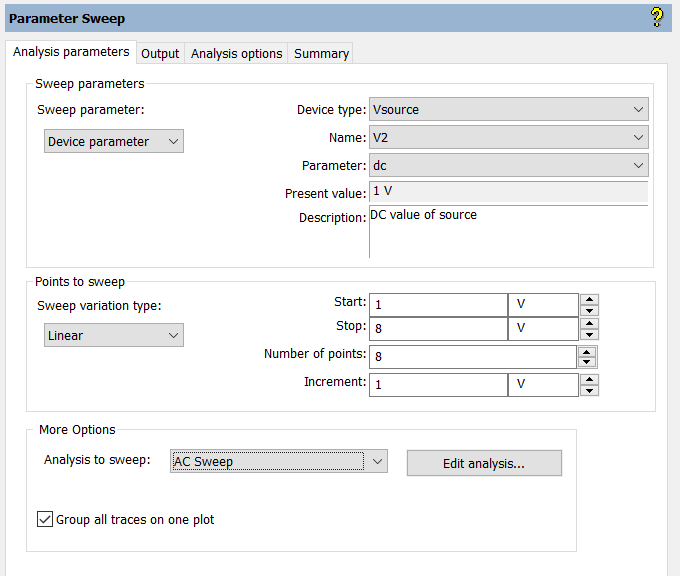 Parameter Sweep
?
Analysis parameters Output Analysis options Summary
Sweep parameters
Sweep parameter:
Device parameter
Device type: Vsource
Name: V2
Parameter: dc
Present value: 1 V
Description: DC value of source
Points to sweep
Sweep variation type:
Linear
Start: 1 V
Stop: 8 V
Number of points: 8
Increment: 1 V
More Options
Analysis to sweep: AC Sweep Edit analysis...
Group all traces on one plot